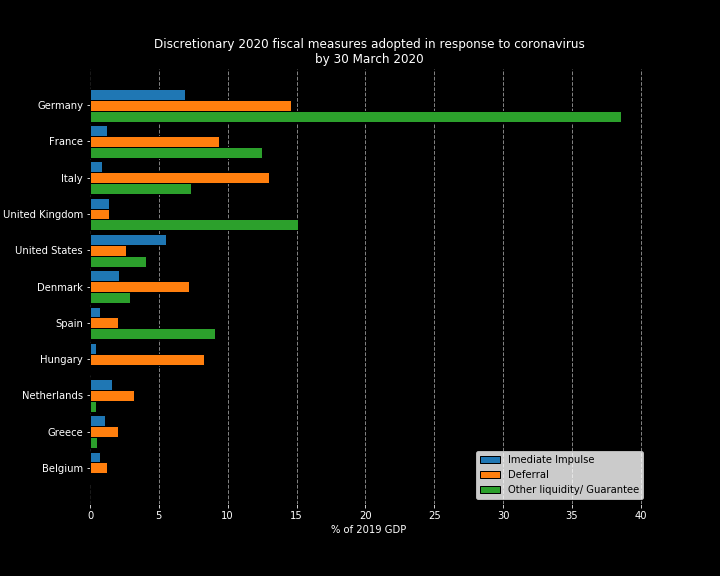 Discretionary 2020 fiscal measures adopted in response to coronavirus
by 30 March 2020
Germany
France
Italy
United Kingdom
United States
Denmark
Spain
Hungary
Netherlands
Greece
Belgium
Imediate Impulse
Deferral
Other liquidity/ Guarantee
0 5 10 15 20 25 30 35 40
% of 2019 GDP